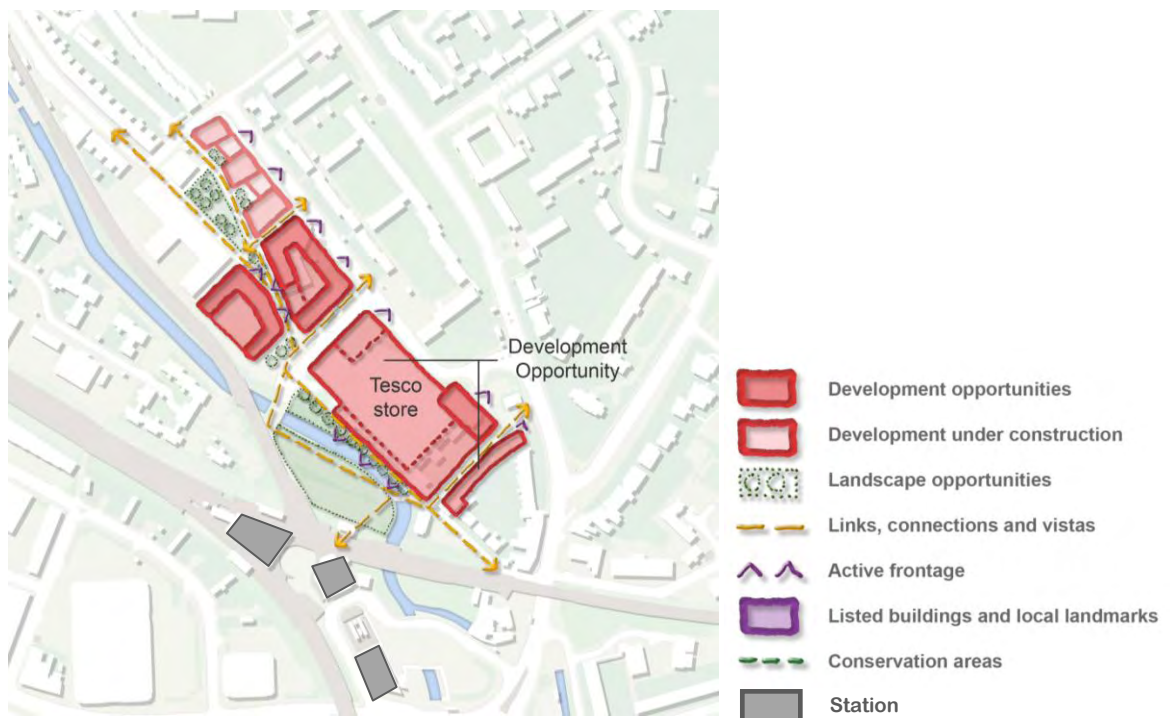 Development
Opportunity
Tesco
store
Development opportunities
Development under construction
Landscape opportunities
Links, connections and vistas
Active frontage
Listed buildings and local landmarks
Conservation areas
Station